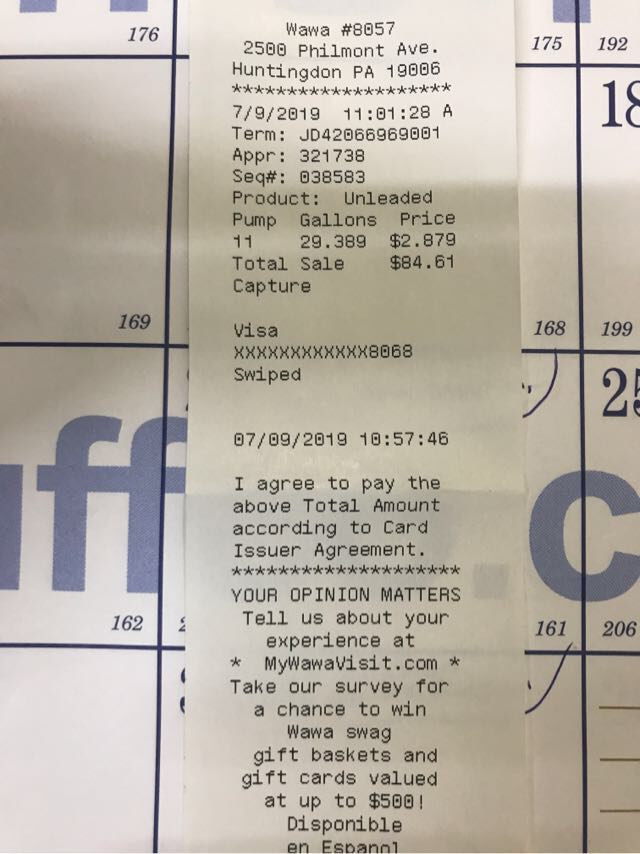 Wawa #8057
2500 Philmont Ave.
Huntingdon PA 19006
********************
7/9/2019 11:01:28 A
Term: JD42066969001
Appr: 321738
Seq#: 038583
Product: Unleaded
Pump Gallons Price
11 29.389 $2.879
Total Sale $84.61
Capture
Visa
XXXXXXXXXXXX8068
Swiped
07/09/2019 10:57:46
I agree to pay the
above Total Amount
according to Card
Issuer Agreement.
*********************
YOUR OPINION MATTERS
Tell us about your
experience at
* MyWawaVisit.com *
Take our survey for
a chance to win
Wawa swag
gift baskets and
gift cards valued
at up to $500!
Disponible
en Espanol
176
175
192
18
169
168
199
25
uff
c
162
161
206